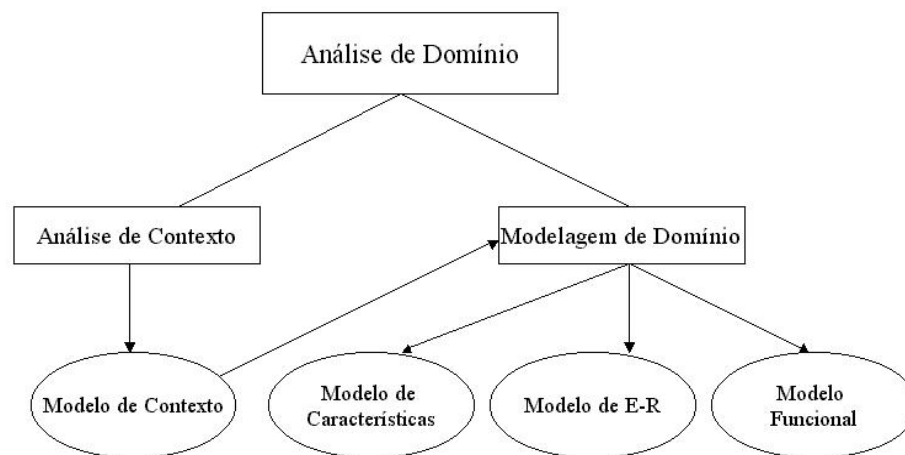 Análise de Domínio
Análise de Contexto
Modelagem de Domínio
Modelo de Contexto
Modelo de
Características
Modelo de E-R
Modelo
Funcional